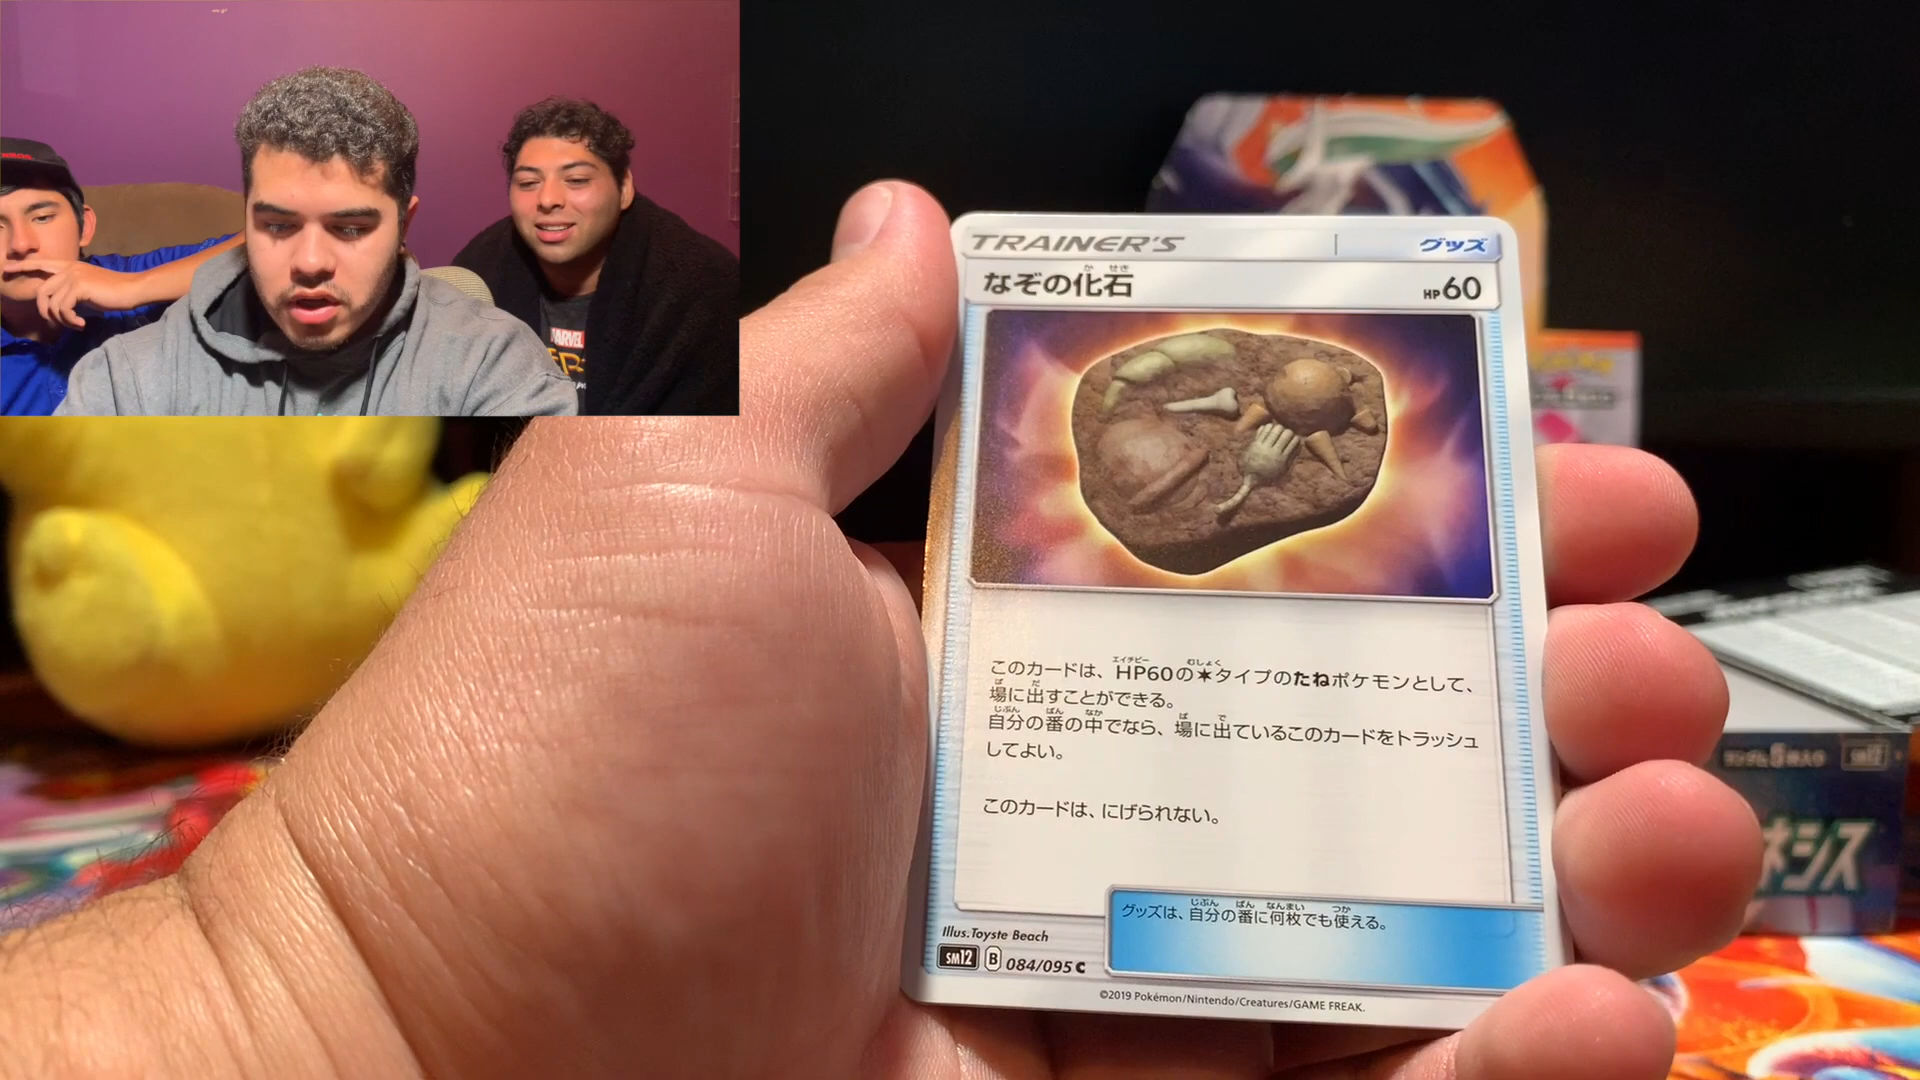 MARVEL
TRAINER'S
グッズ
なぞの化石
HP60
このカードは、HP60の✶タイプのたねポケモンとして、
場に出すことができる。
自分の番の中でなら、場に出ているこのカードをトラッシュ
してよい。
このカードは、にげられない。
グッズは、自分の番に何枚でも使える。
Illus.Toyste Beach
SM12 B 084/095 C
©2019 Pokémon/Nintendo/Creatures/GAME FREAK.
SM12
ネシス